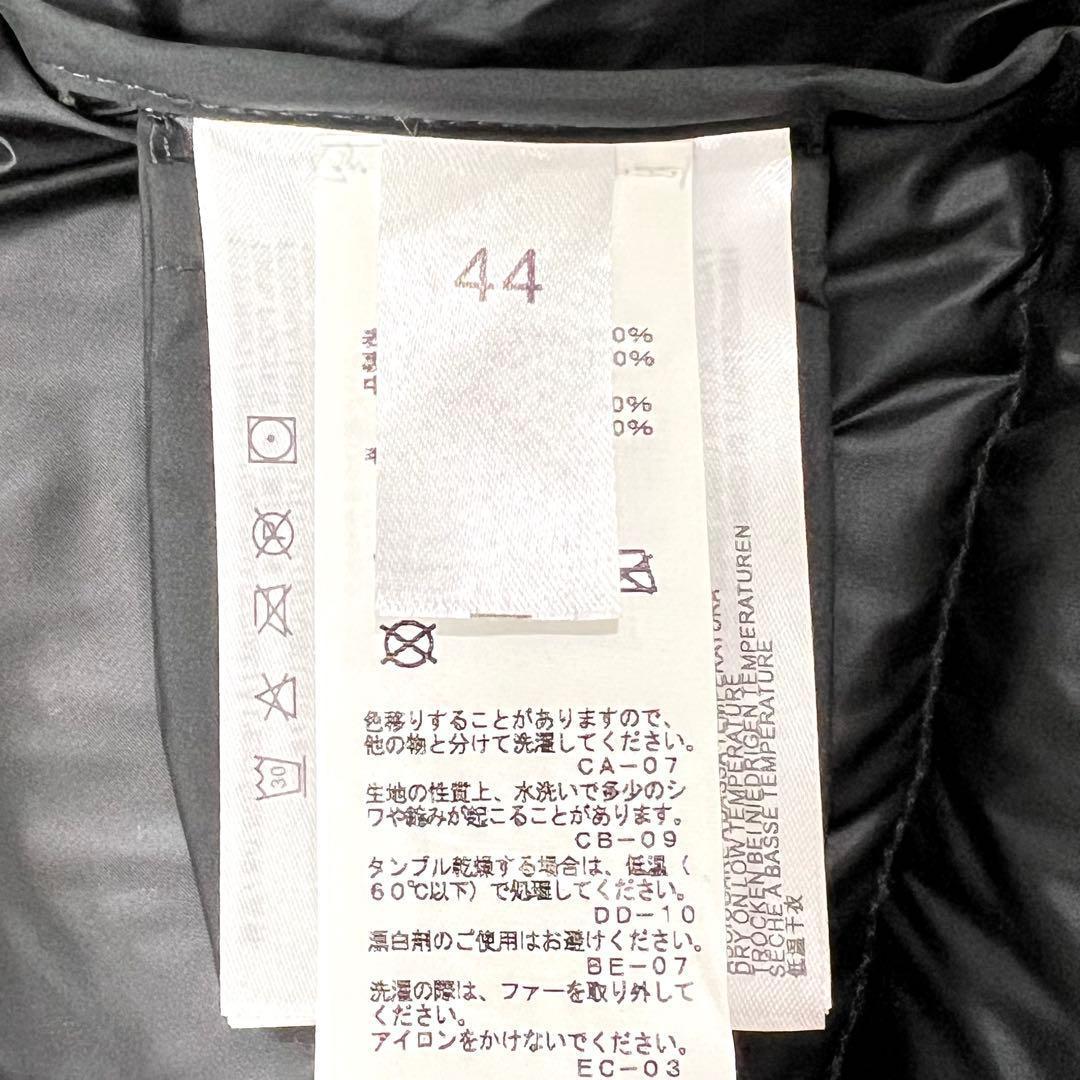 44
0%
0%
0%
0%
30
色移りすることがありますので、
他の物と分けて洗濯してください。
CA-07
生地の性質上、水洗いで多少のシ
ワや縮みが起こることがあります。
CB-09
タンブル乾燥する場合は、低温(
60℃以下)で処理してください。
DD-10
漂白剤のご使用はお避けください。
BE-07
洗濯の際は、ファーを取り外して
ください。
アイロンをかけないでください。
EC-03
DRY ON LOW TEMPERATURE
TROCKEN BEI NIEDRIGEN TEMPERATUREN
SECHE A BASSE TEMPERATURE
低温干衣